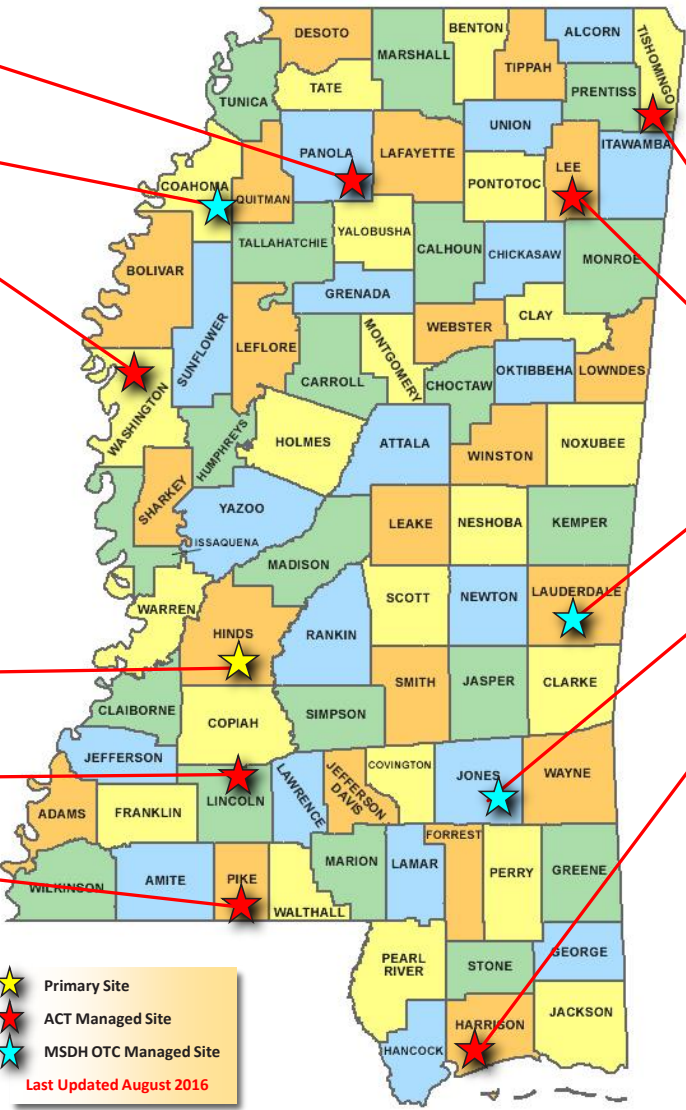 DESOTO
BENTON
ALCORN
TISHOMINGO
MARSHALL
TIPPAH
TATE
PRENTISS
TUNICA
UNION
ITAWAMBA
PANOLA
LAFAYETTE
LEE
PONTOTOC
COAHOMA
QUITMAN
YALOBUSHA
TALLAHATCHIE
CALHOUN
CHICKASAW
MONROE
BOLIVAR
GRENADA
SUNFLOWER
LEFLORE
MONTGOMERY
WEBSTER
CLAY
CARROLL
CHOCTAW
OKTIBBEHA
LOWNDES
WASHINGTON
HUMPHREYS
HOLMES
ATTALA
WINSTON
NOXUBEE
SHARKEY
YAZOO
LEAKE
NESHOBA
KEMPER
ISSAQUENA
MADISON
WARREN
SCOTT
NEWTON
LAUDERDALE
HINDS
RANKIN
SMITH
JASPER
CLARKE
CLAIBORNE
COPIAH
SIMPSON
JEFFERSON
LINCOLN
LAWRENCE
JEFFERSON
DAVIS
COVINGTON
JONES
WAYNE
ADAMS
FRANKLIN
FORREST
WILKINSON
AMITE
PIKE
WALTHALL
MARION
LAMAR
PERRY
GREENE
PEARL
RIVER
STONE
GEORGE
HANCOCK
HARRISON
JACKSON
Primary Site
ACT Managed Site
MSDH OTC Managed Site
Last Updated August 2016